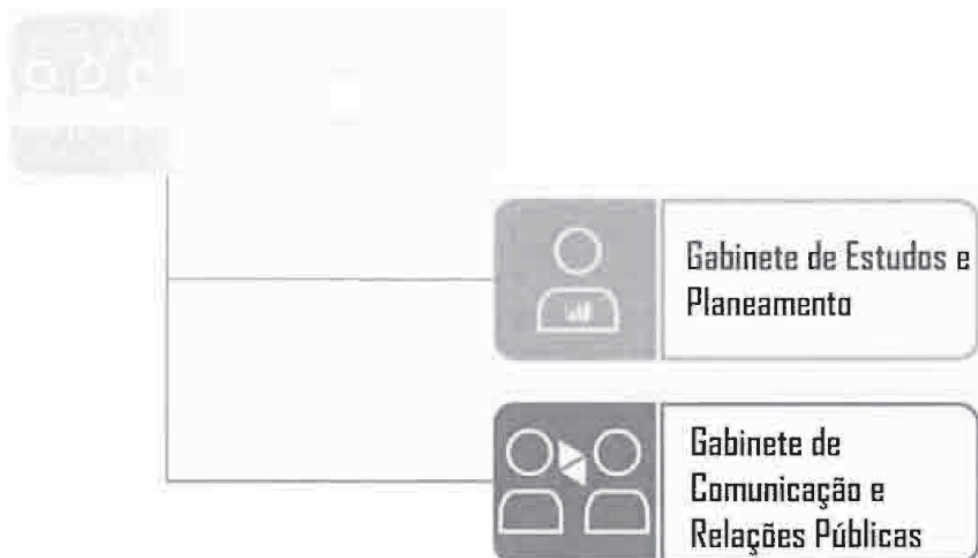 Gabinete de Estudos e
Planeamento
Gabinete de
Comunicação e
Relações Públicas